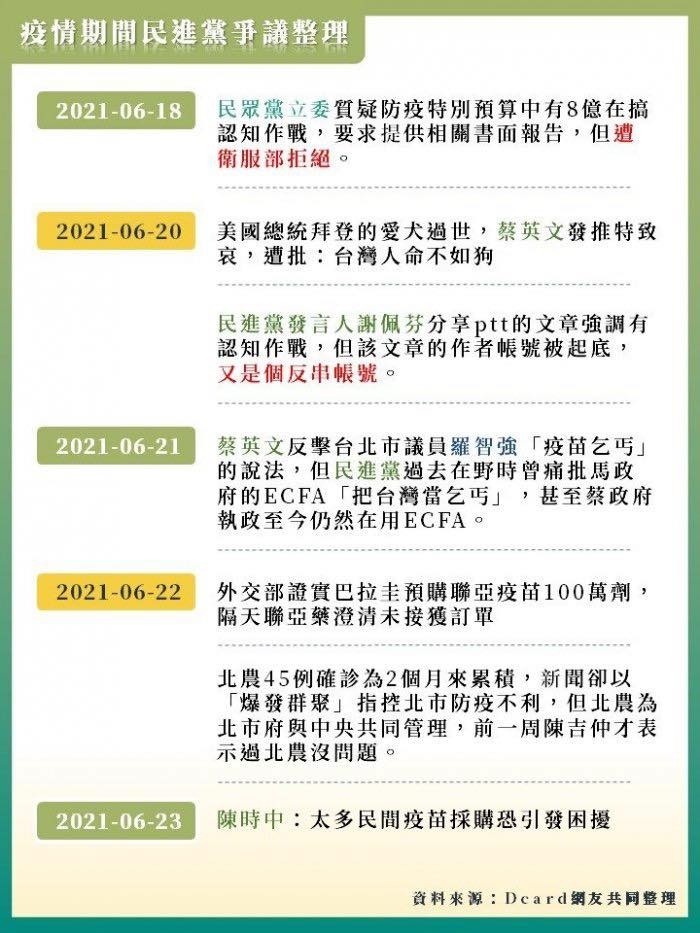 疫情期間民進黨爭議整理
2021-06-18
民眾黨立委質疑防疫特別預算中有8億在搞
認知作戰，要求提供相關書面報告，但遭
衛服部拒絕。
2021-06-20
美國總統拜登的愛犬過世，蔡英文發推特致
哀，遭批：台灣人命不如狗
民進黨發言人謝佩芬分享ptt的文章強調有
認知作戰，但該文章的作者帳號被起底，
又是個反串帳號。
2021-06-21
蔡英文反擊台北市議員羅智強「疫苗乞丐」
的說法，但民進黨過去在野時曾痛批馬政
府的ECFA「把台灣當乞丐」，甚至蔡政府
執政至今仍然在用ECFA。
2021-06-22
外交部證實巴拉圭預購聯亞疫苗100萬劑，
隔天聯亞藥澄清未接獲訂單
北農45例確診為2個月來累積，新聞卻以
「爆發群聚」指控北市防疫不利，但北農為
北市府與中央共同管理，前一周陳吉仲才表
示過北農沒問題。
2021-06-23
陳時中：太多民間疫苗採購恐引發困擾
資料來源：Dcard網友共同整理